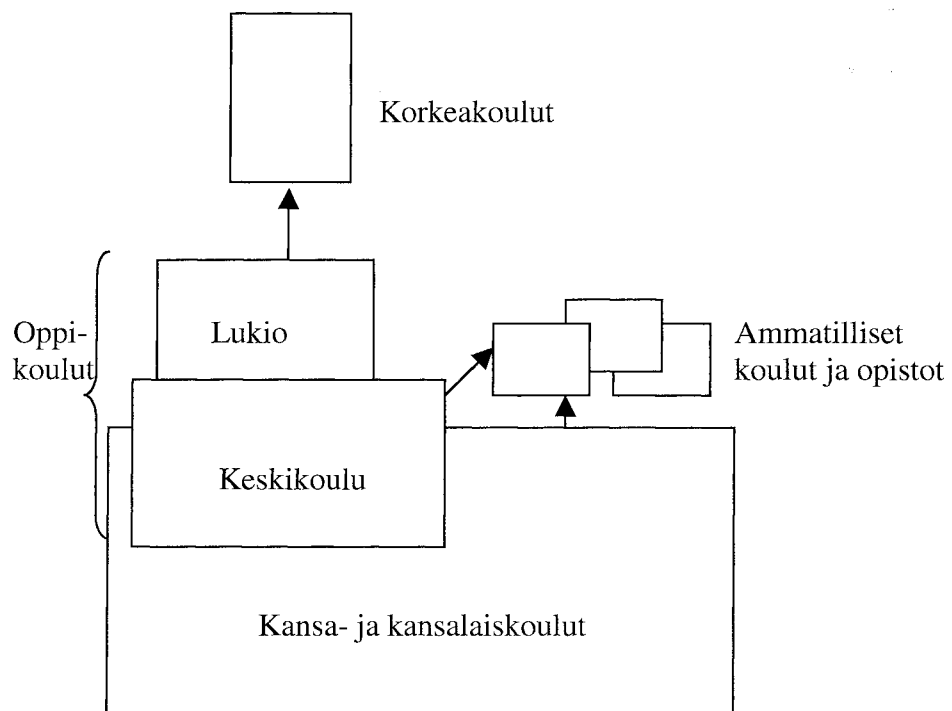 Korkeakoulut
Oppi-
koulut
Lukio
Ammatilliset
koulut ja opistot
Keskikoulu
Kansa- ja kansalaiskoulut